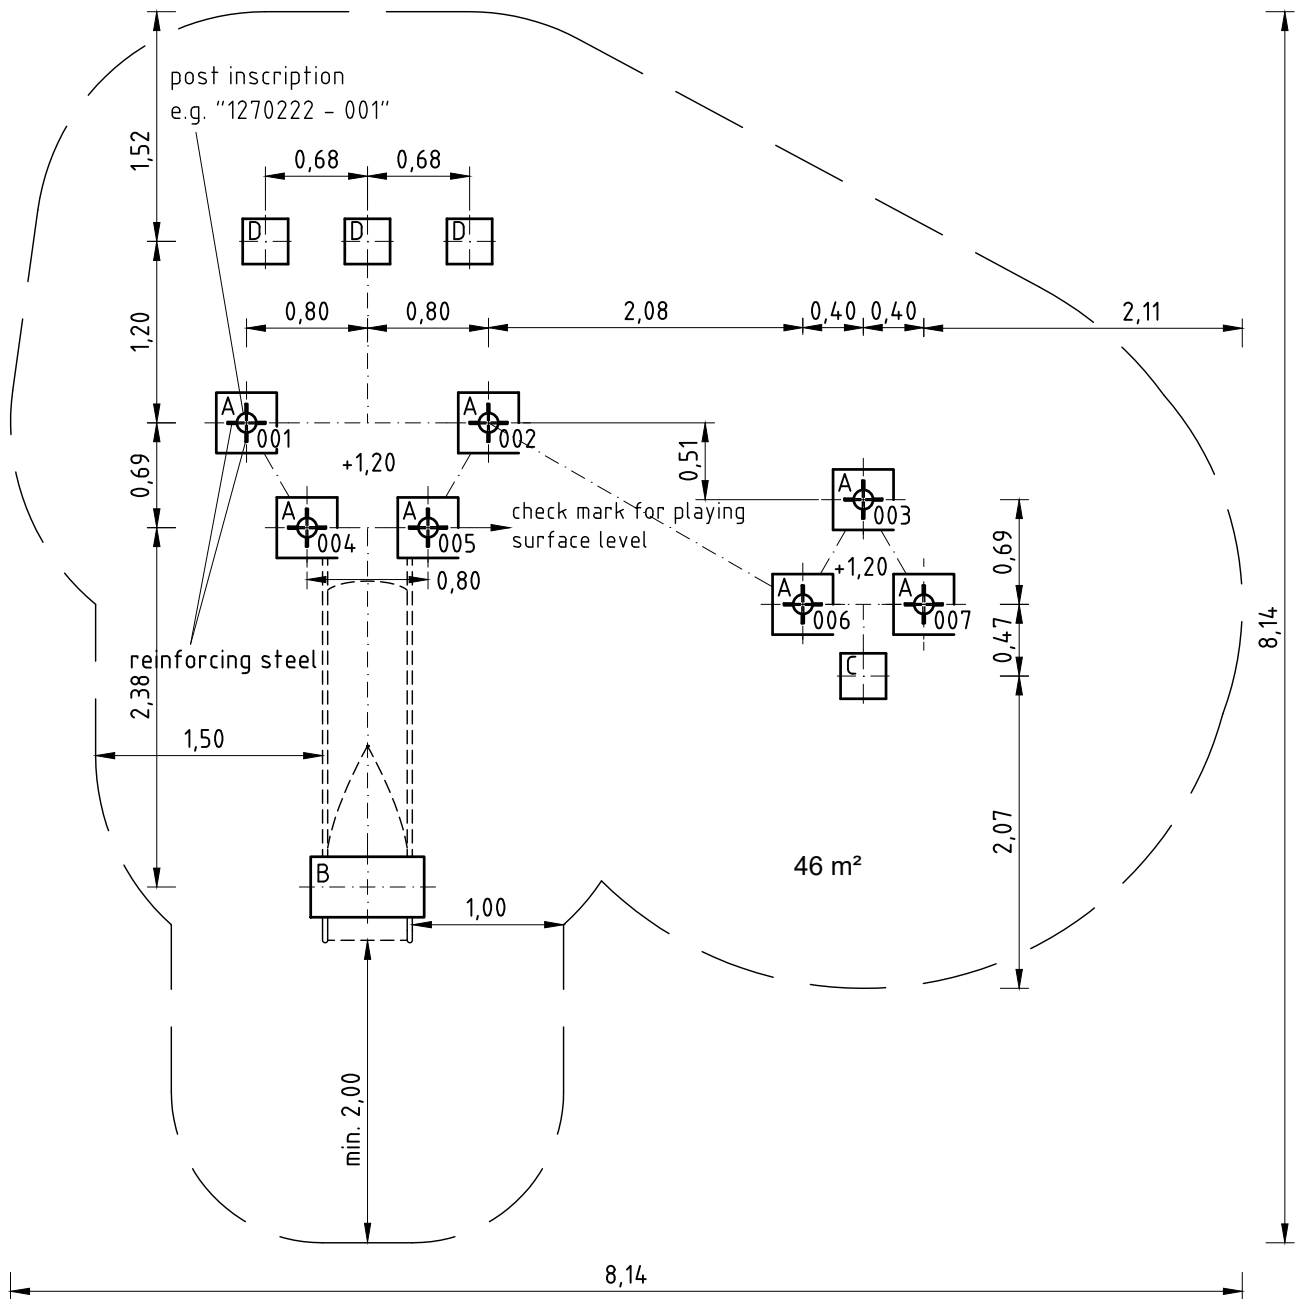 post inscription
e.g. "1270222 - 001"
1,52
0,68
0,68
D
D
D
1,20
0,80
0,80
2,08
0,40
0,40
2,11
A
001
A
002
0,69
+1,20
0,51
A
003
A
004
A
005
check mark for playing
surface level
0,80
+1,20
0,69
A
006
A
007
8,14
reinforcing steel
0,47
C
2,38
1,50
2,07
46 m²
B
1,00
min. 2,00
8,14